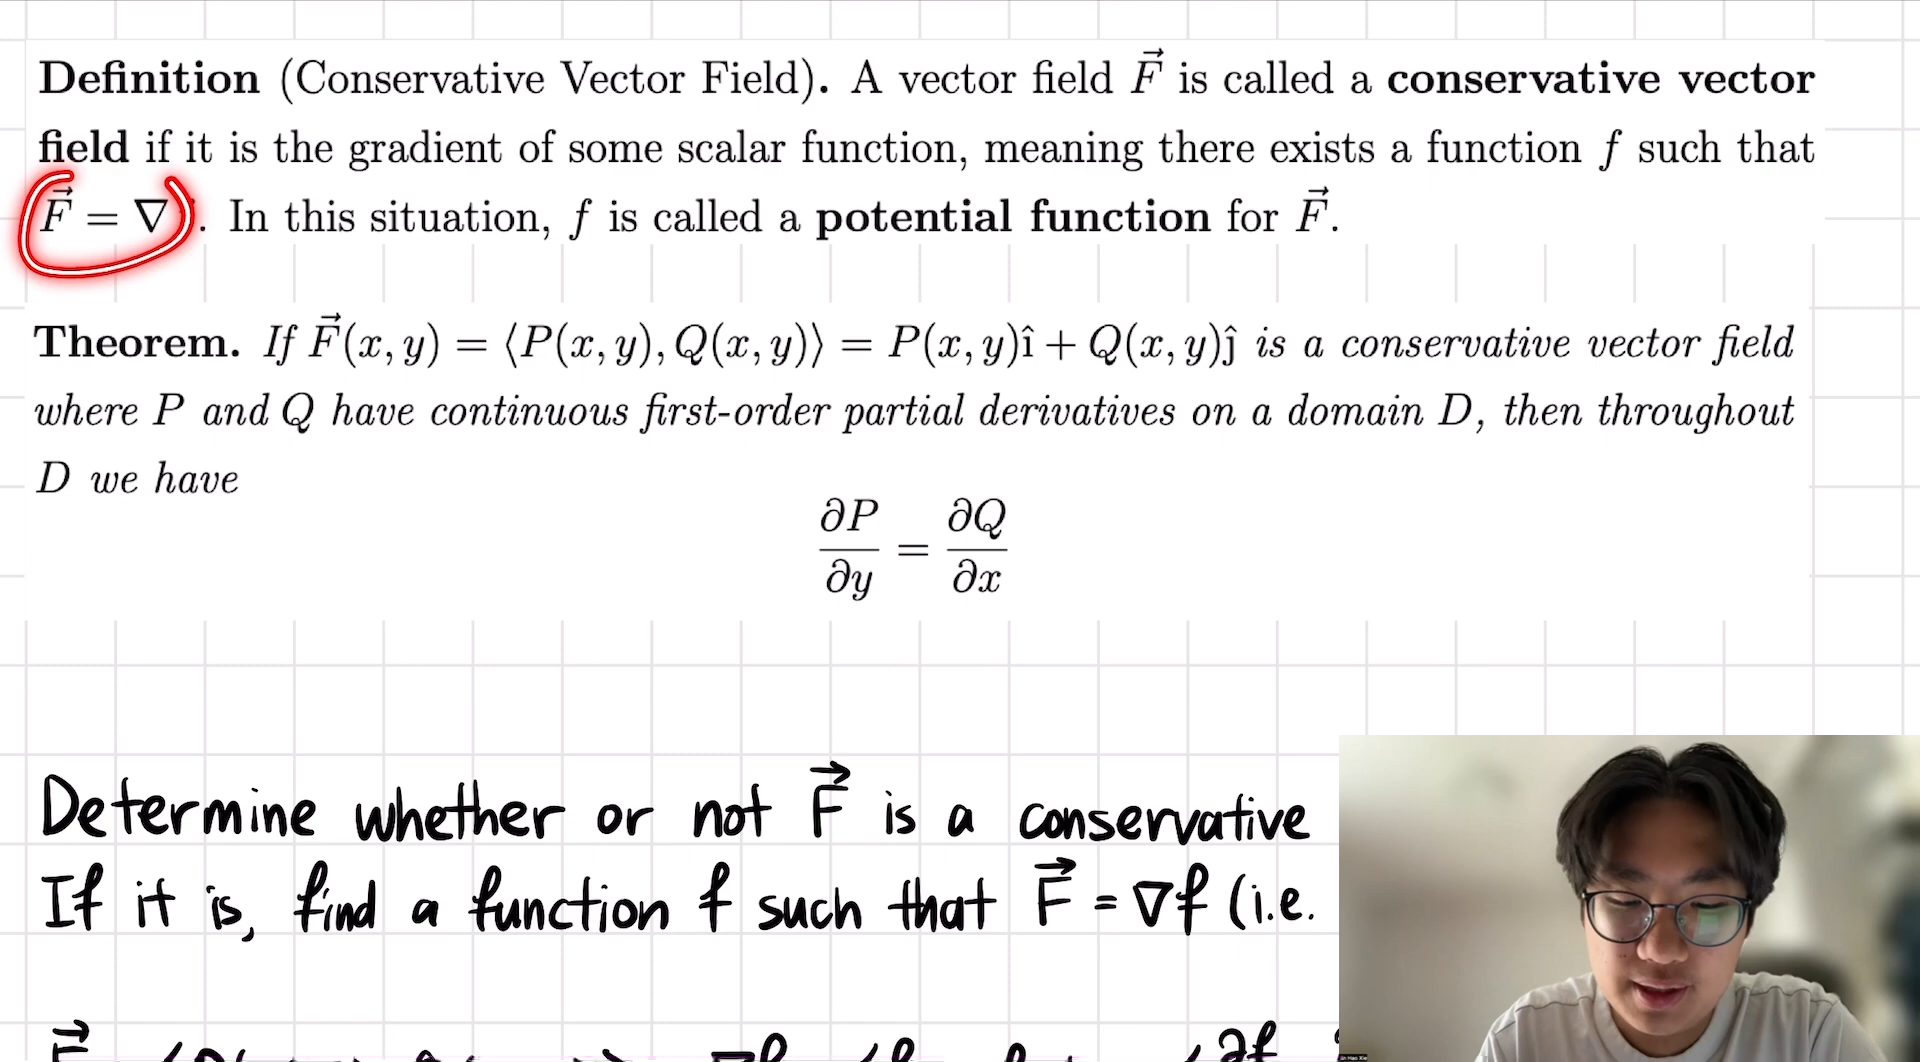 Definition (Conservative Vector Field). A vector field F⃗ is called a conservative vector
field if it is the gradient of some scalar function, meaning there exists a function f such that
F⃗ = ∇ . In this situation, f is called a potential function for F⃗.
Theorem. If F⃗(x, y) = ⟨P(x, y), Q(x, y)⟩ = P(x, y)î + Q(x, y)ĵ is a conservative vector field
where P and Q have continuous first-order partial derivatives on a domain D, then throughout
D we have
∂P/∂y = ∂Q/∂x
Determine whether or not F⃗ is a conservative
If it is, find a function f such that F⃗ = ∇f (i.e.